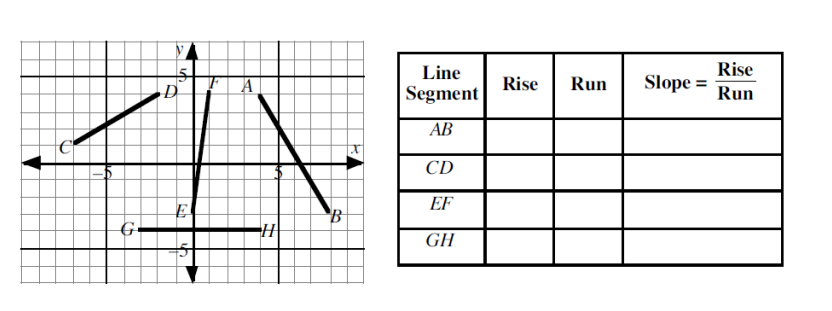 y
5
D
F
A
C
x
–5
5
E
B
G
H
–5
Line Segment
Rise
Run
Slope = Rise/Run
AB
CD
EF
GH